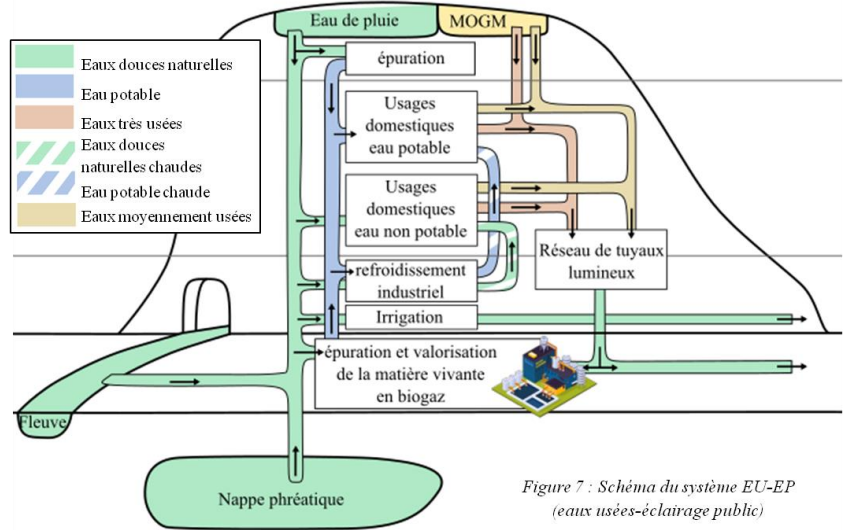 Eau de pluie
MOGM
Eaux douces naturelles
Eau potable
Eaux très usées
Eaux douces
naturelles chaudes
Eau potable chaude
Eaux moyennement usées
épuration
Usages
domestiques
eau potable
Usages
domestiques
eau non potable
Réseau de tuyaux
lumineux
refroidissement
industriel
Irrigation
épuration et valorisation
de la matière vivante
en biogaz
Fleuve
Nappe phréatique
Figure 7 : Schéma du système EU-EP
(eaux usées-éclairage public)